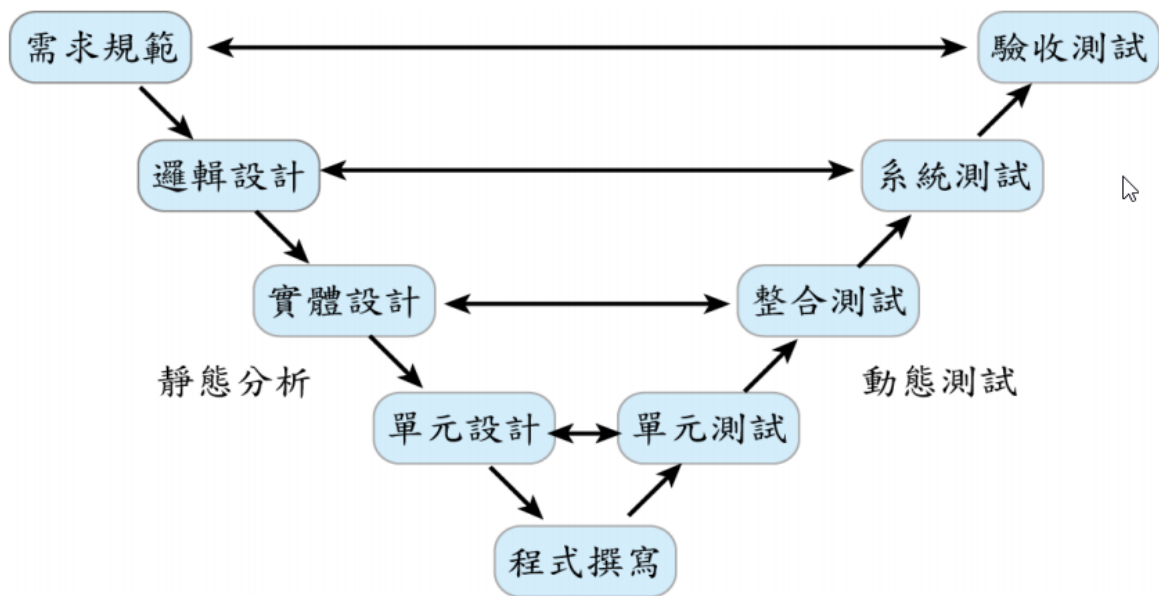 需求規範
驗收測試
邏輯設計
系統測試
實體設計
整合測試
靜態分析
動態測試
單元設計
單元測試
程式撰寫